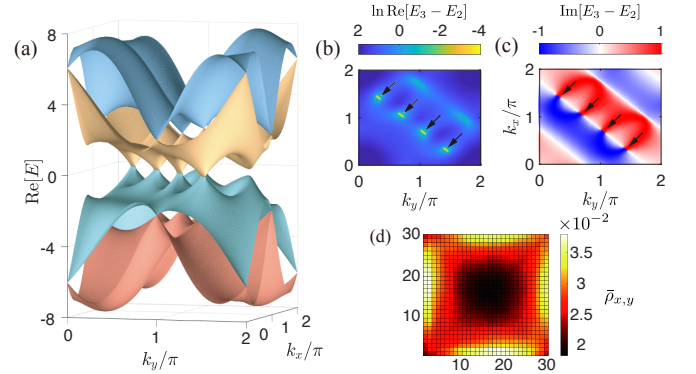 (a)
8
4
0
-4
-8
Re[E]
0
1
2
k_y/π
0
1
2
k_x/π
ln Re[E_3 − E_2]
2 0 -2 -4
(b)
2
1
0
0 1 2
k_y/π
Im[E_3 − E_2]
-1 0 1
(c)
k_x/π
2
1
0
0 1 2
k_y/π
(d)
30
20
10
10 20 30
×10^{−2}
3.5
3
2.5
2
ρ̄_{x,y}